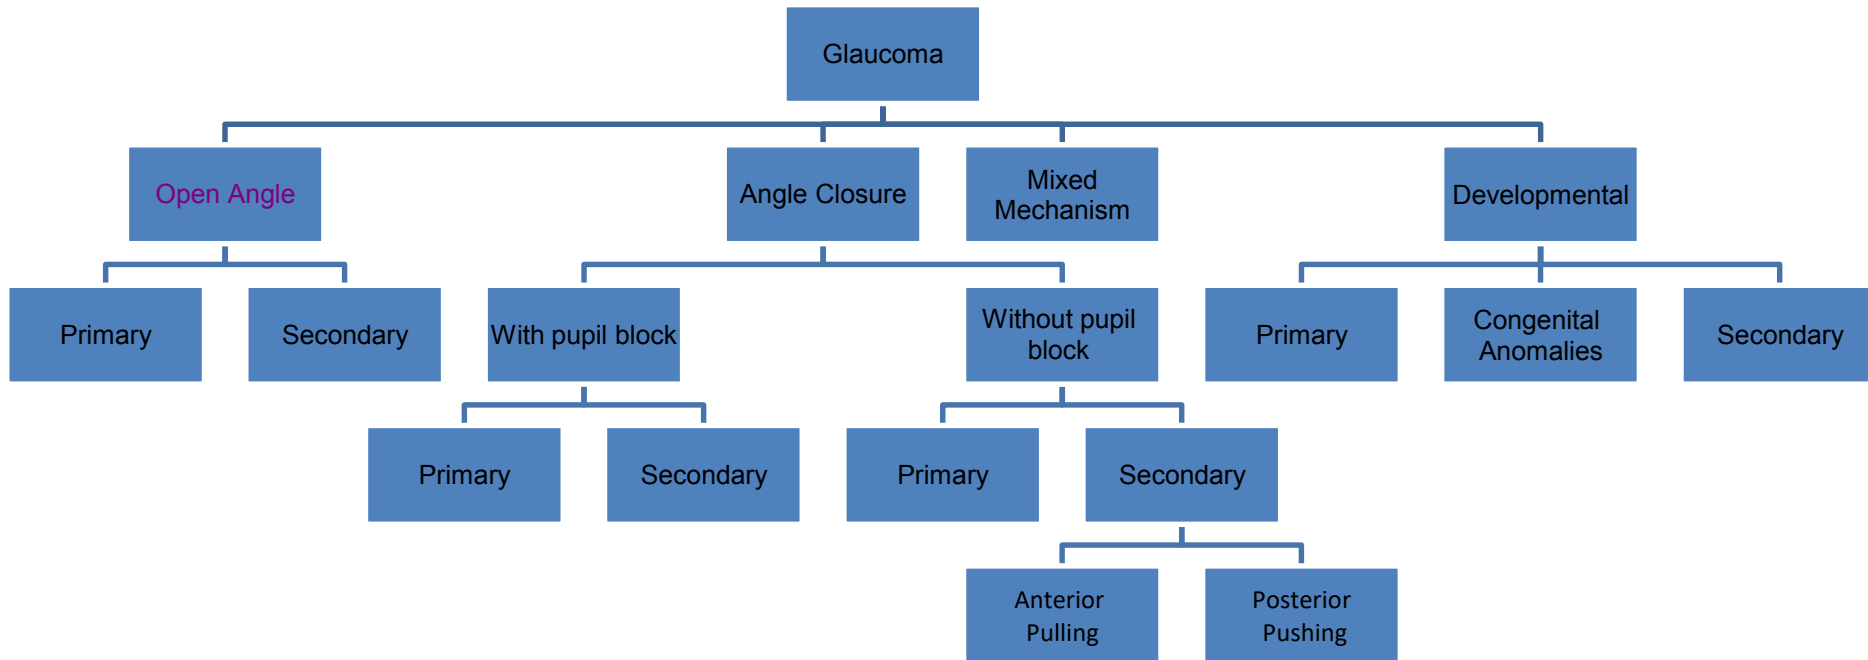 Glaucoma
Open Angle
Angle Closure
Mixed
Mechanism
Developmental
Primary
Secondary
With pupil block
Without pupil
block
Primary
Congenital
Anomalies
Secondary
Primary
Secondary
Primary
Secondary
Anterior
Pulling
Posterior
Pushing